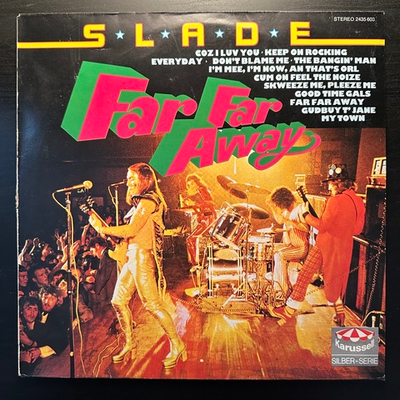 STEREO 2435 603
S★L★A★D★E
COZ I LUV YOU · KEEP ON ROCKING
EVERYDAY · DON'T BLAME ME · THE BANGIN' MAN
I'M MEE, I'M NOW, AN THAT'S ORL
CUM ON FEEL THE NOIZE
SKWEEZE ME, PLEEZE ME
GOOD TIME GALS
FAR FAR AWAY
GUDBUY T' JANE
MY TOWN
Far Far
Away
Karussell
SILBER-SERIE